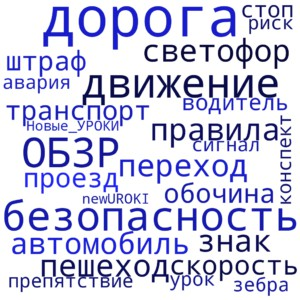 дорога
стоп
риск
светофор
штраф
авария
движение
транспорт
водитель
Новые_УРОКИ
правила
ОБЗР
сигнал
переход
конспект
проезд
newUROKI
обочина
безопасность
автомобиль
знак
пешеход
скорость
препятствие
урок
зебра